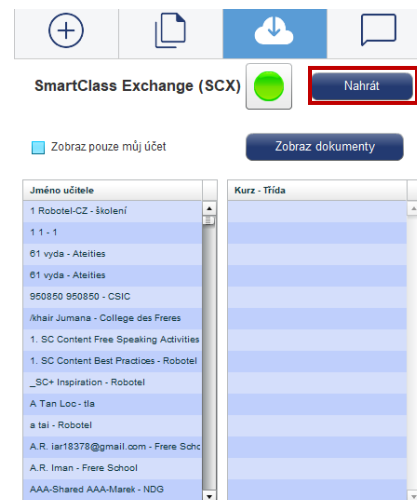 SmartClass Exchange (SCX)
Nahrát
Zobraz pouze můj účet
Zobraz dokumenty
Jméno učitele
Kurz - Třída
1 Robotel-CZ - školení
1 1 - 1
61 vyda - Ateities
61 vyda - Ateities
950850 950850 - CSIC
/khair Jumana - College des Freres
1. SC Content Free Speaking Activities
1. SC Content Best Practices - Robotel
_SC+ Inspiration - Robotel
A Tan Loc - tla
a tai - Robotel
A.R. iar18378@gmail.com - Frere Scho
A.R. Iman - Frere School
AAA-Shared AAA-Marek - NDG